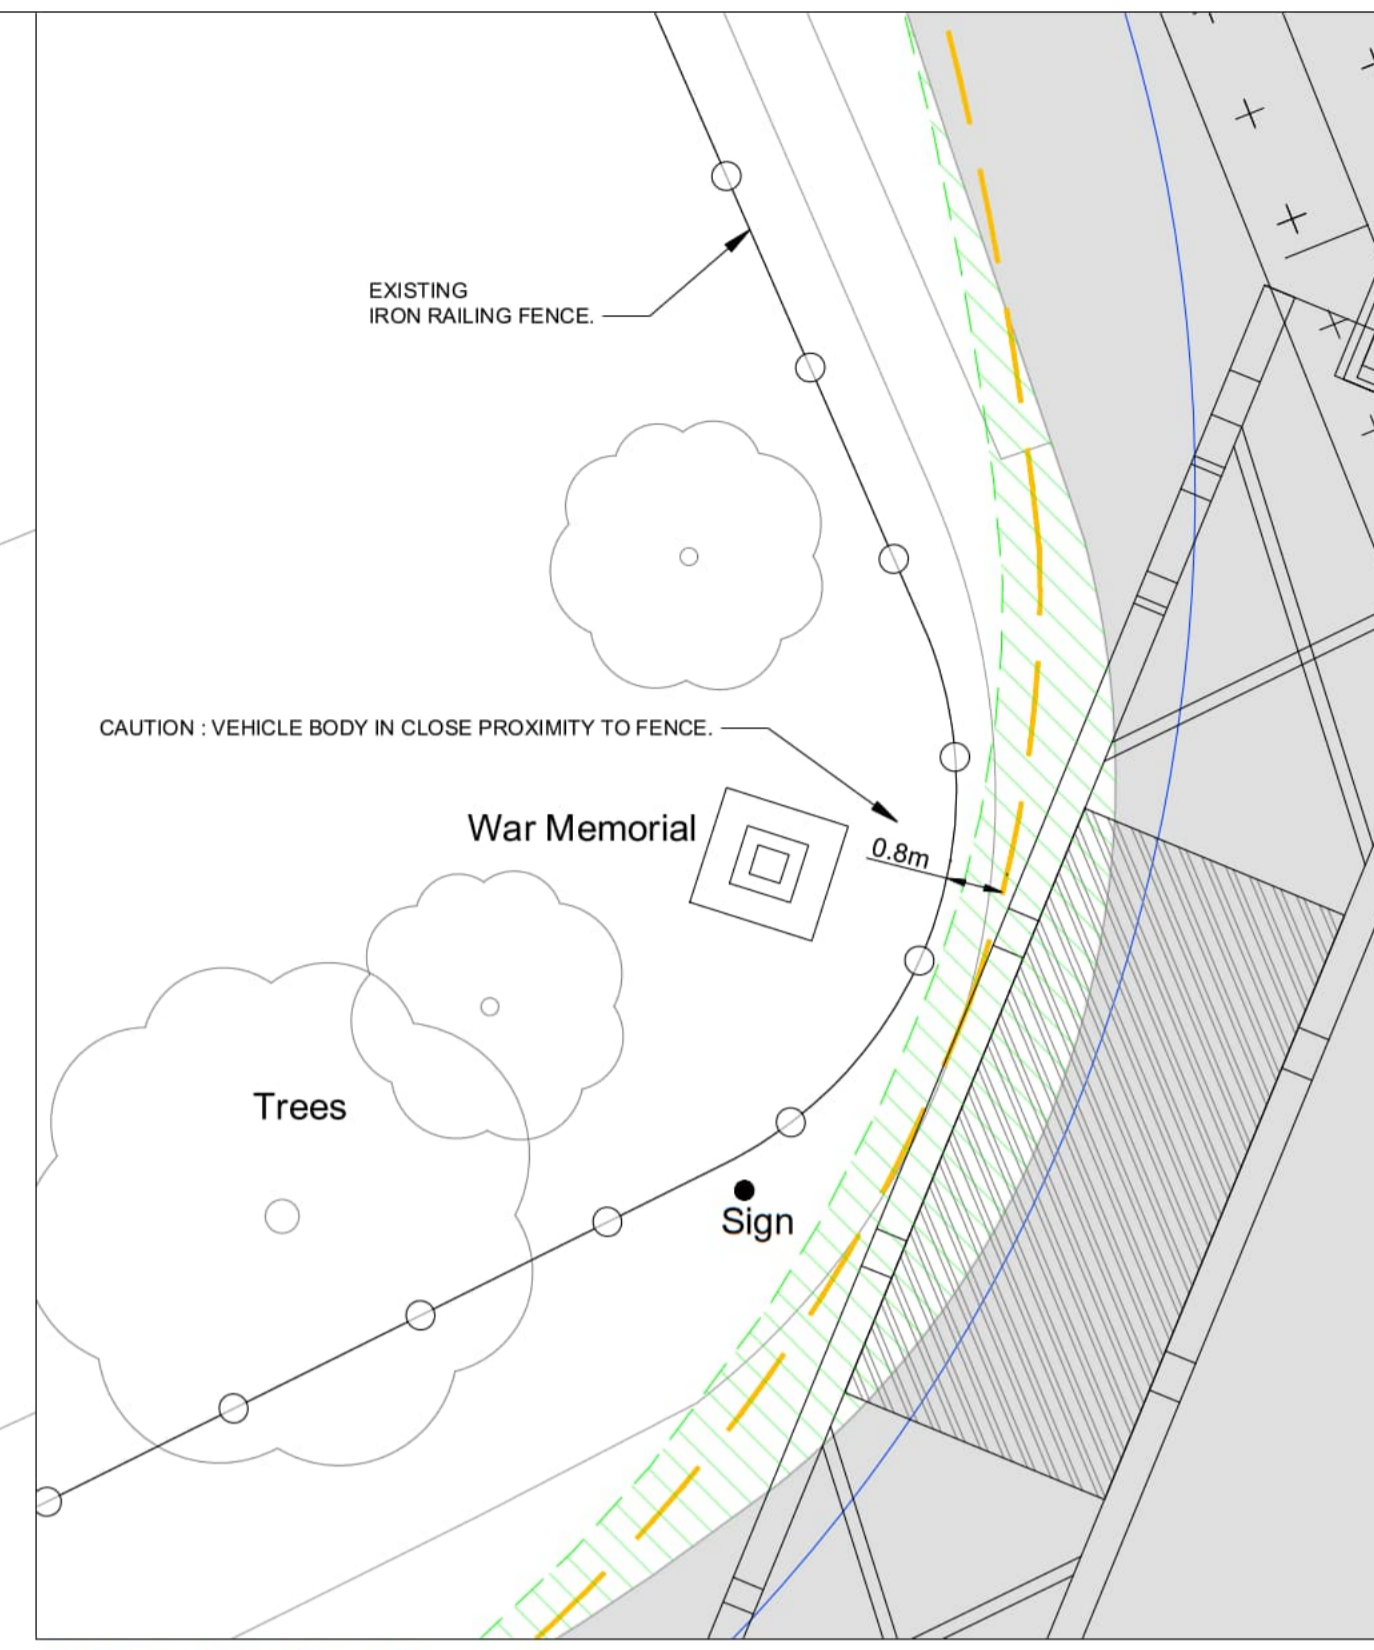 EXISTING
IRON RAILING FENCE.
CAUTION : VEHICLE BODY IN CLOSE PROXIMITY TO FENCE.
War Memorial
0.8m
Trees
Sign